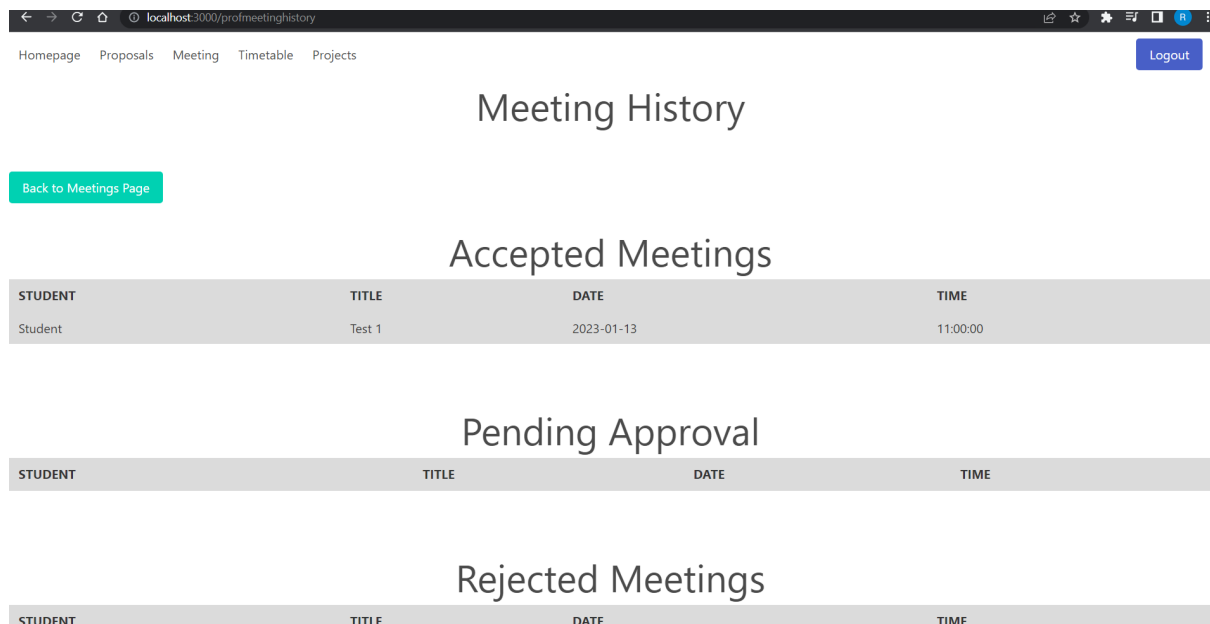 localhost:3000/profmeetinghistory R
Homepage Proposals Meeting Timetable Projects Logout
Meeting History
Back to Meetings Page
Accepted Meetings
STUDENT TITLE DATE TIME
Student Test 1 2023-01-13 11:00:00
Pending Approval
STUDENT TITLE DATE TIME
Rejected Meetings
STUDENT TITLE DATE TIME